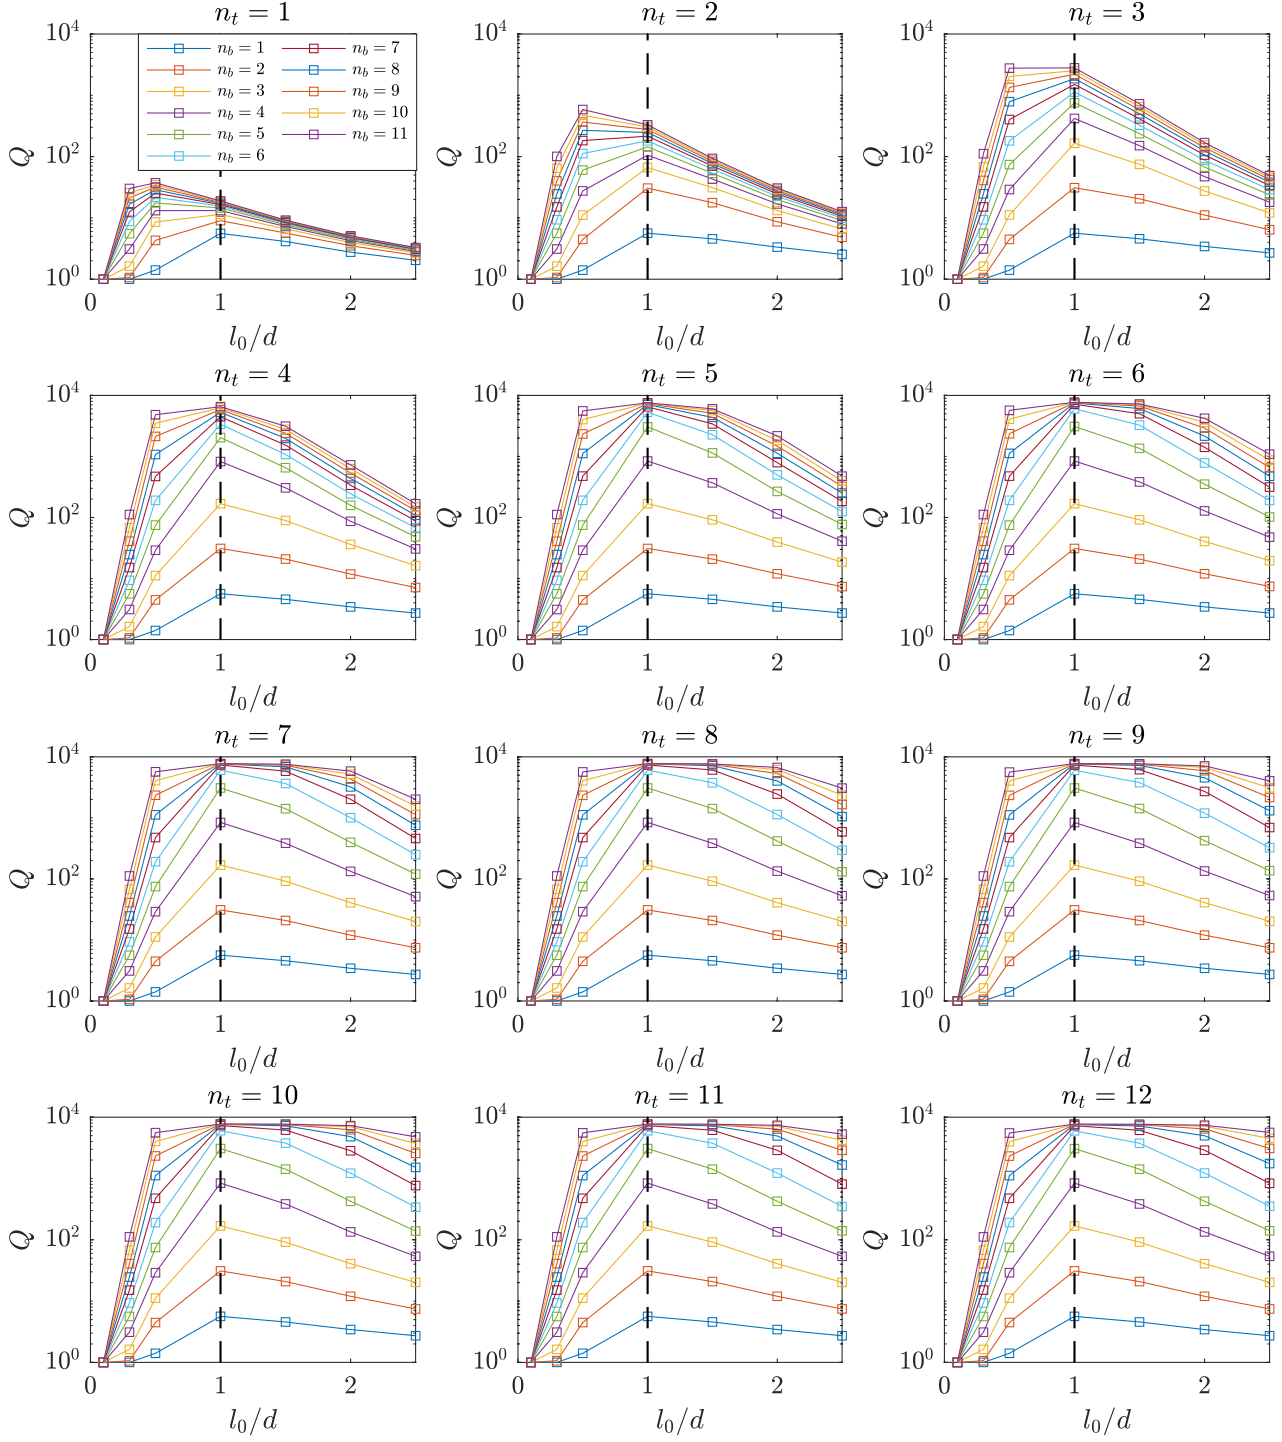 n_t = 1
10^4
10^2
10^0
Q
0 1 2
l_0/d
n_b = 1
n_b = 2
n_b = 3
n_b = 4
n_b = 5
n_b = 6
n_b = 7
n_b = 8
n_b = 9
n_b = 10
n_b = 11
n_t = 2
10^4
10^2
10^0
Q
0 1 2
l_0/d
n_t = 3
10^4
10^2
10^0
Q
0 1 2
l_0/d
n_t = 4
10^4
10^2
10^0
Q
0 1 2
l_0/d
n_t = 5
10^4
10^2
10^0
Q
0 1 2
l_0/d
n_t = 6
10^4
10^2
10^0
Q
0 1 2
l_0/d
n_t = 7
10^4
10^2
10^0
Q
0 1 2
l_0/d
n_t = 8
10^4
10^2
10^0
Q
0 1 2
l_0/d
n_t = 9
10^4
10^2
10^0
Q
0 1 2
l_0/d
n_t = 10
10^4
10^2
10^0
Q
0 1 2
l_0/d
n_t = 11
10^4
10^2
10^0
Q
0 1 2
l_0/d
n_t = 12
10^4
10^2
10^0
Q
0 1 2
l_0/d